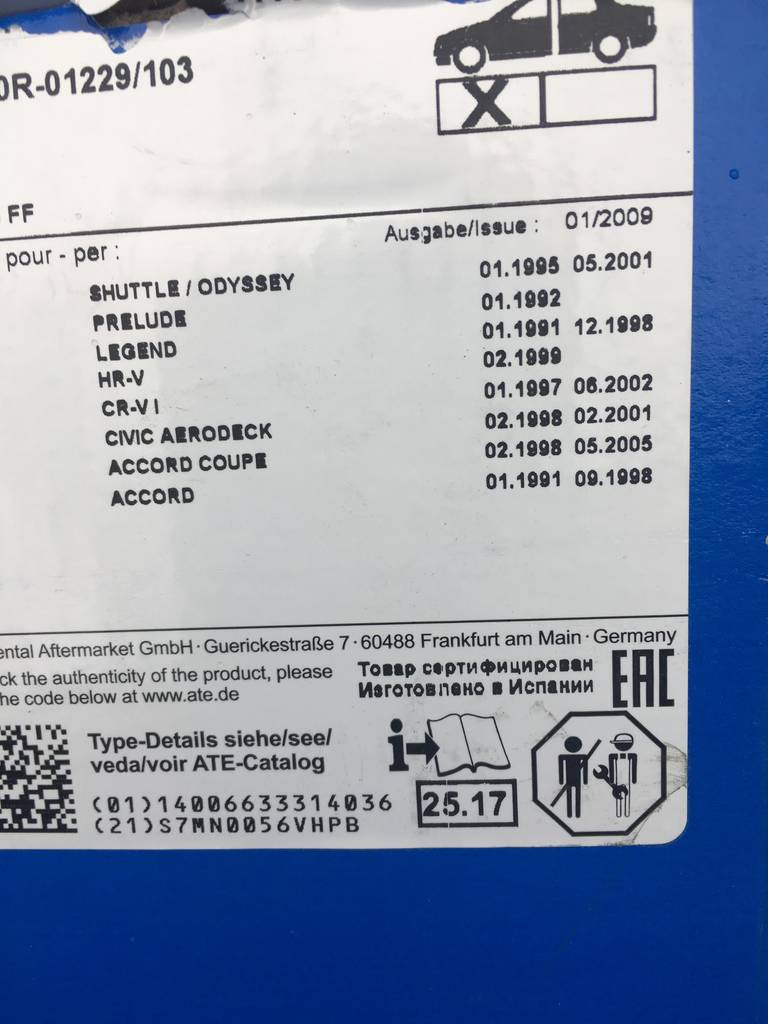 0R-01229/103
X
FF
pour - per :
Ausgabe/Issue : 01/2009
SHUTTLE / ODYSSEY 01.1995 05.2001
PRELUDE 01.1992
LEGEND 01.1991 12.1998
HR-V 02.1999
CR-V I 01.1997 06.2002
CIVIC AERODECK 02.1998 02.2001
ACCORD COUPE 02.1998 05.2005
ACCORD 01.1991 09.1998
ental Aftermarket GmbH · Guerickestraße 7 · 60488 Frankfurt am Main · Germany
ck the authenticity of the product, please
he code below at www.ate.de
Товар сертифицирован
Изготовлено в Испании
EAC
Type-Details siehe/see/
veda/voir ATE-Catalog
(01)14006633314036
(21)S7MN0056VHPB
i
25.17